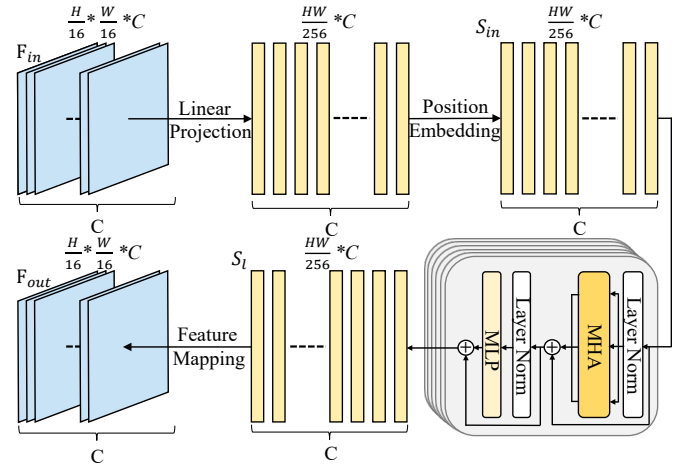 H/16 * W/16 *C
F_in
Linear
Projection
C
HW/256 *C
C
Position
Embedding
S_in
HW/256 *C
C
H/16 * W/16 *C
F_out
Feature
Mapping
C
S_l
HW/256 *C
C
MLP
Layer Norm
MHA
Layer Norm